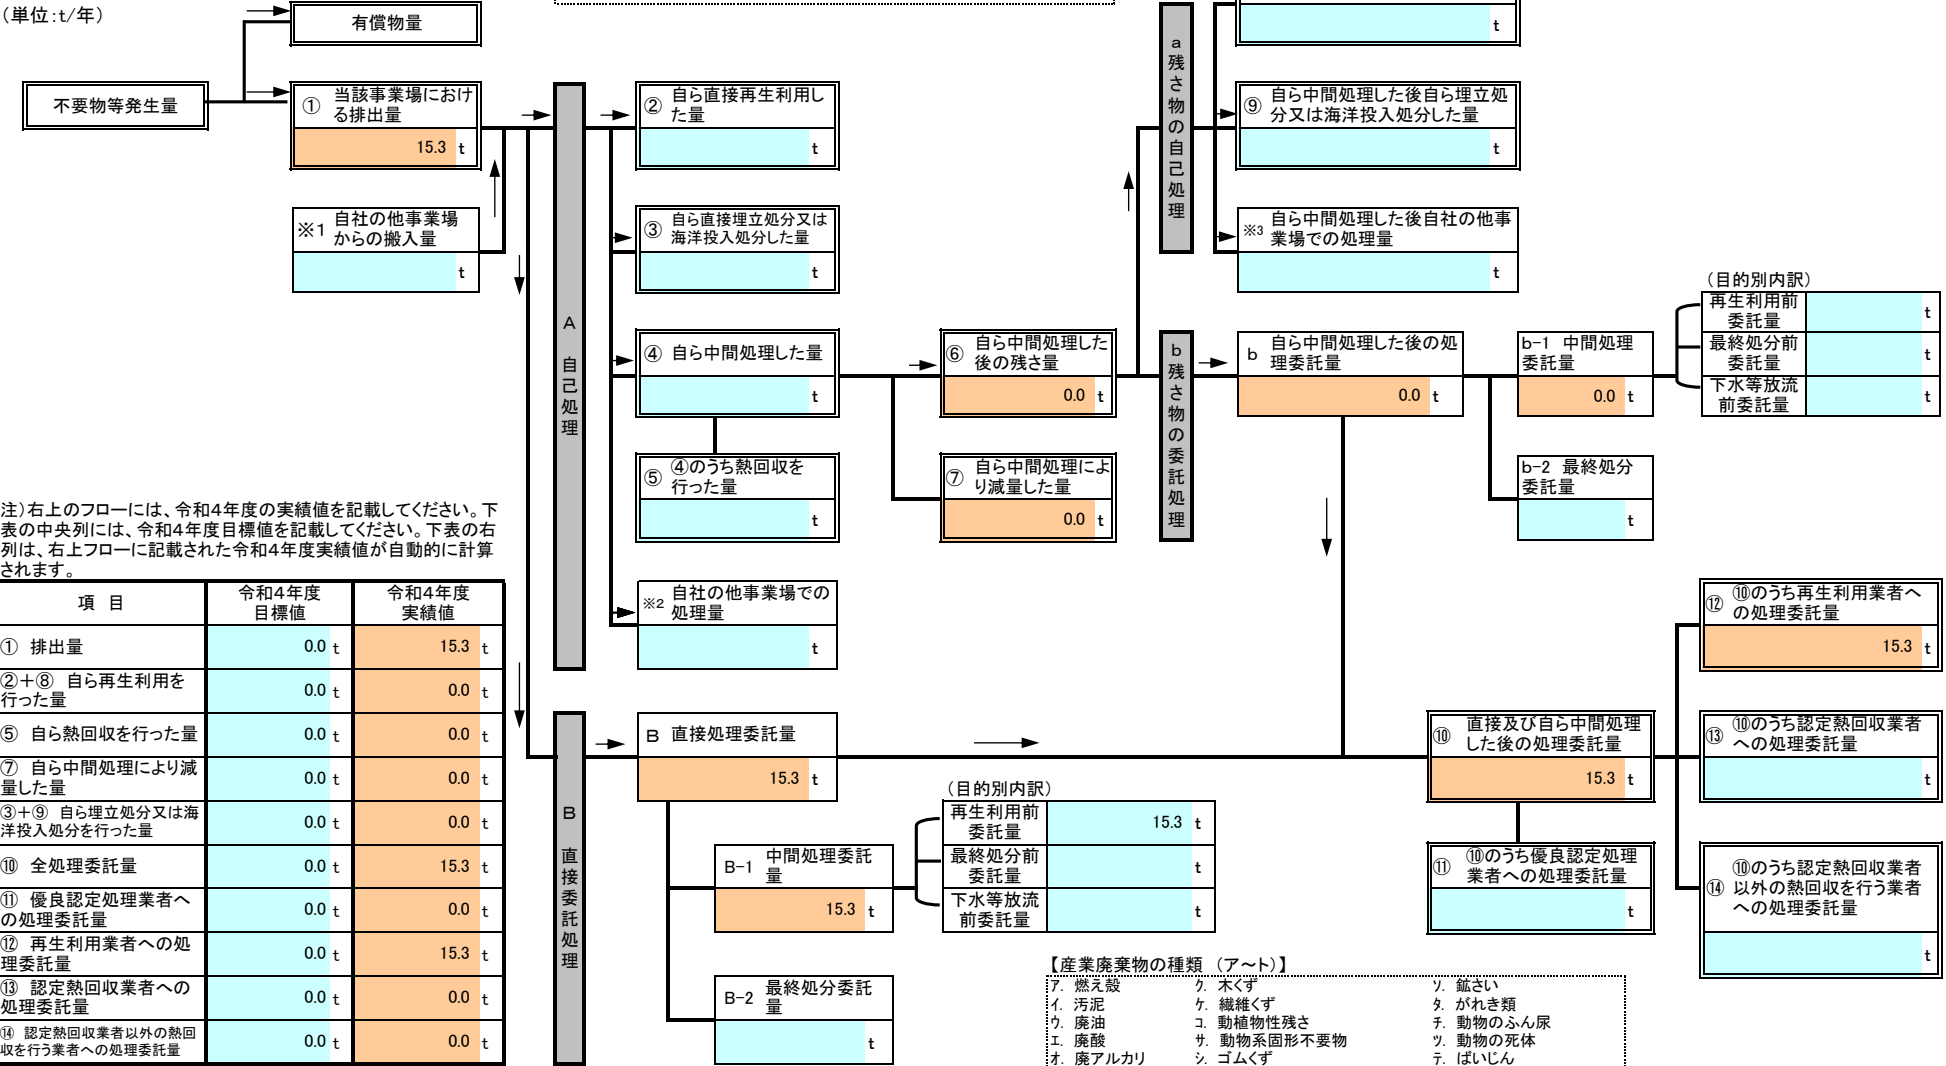 （単位：t/年）
有償物量
不要物等発生量
① 当該事業場におけ
る排出量
15.3 t
※1 自社の他事業場
からの搬入量
t
A 自己処理
② 自ら直接再生利用し
た量
t
③ 自ら直接埋立処分又は
海洋投入処分した量
t
④ 自ら中間処理した量
t
⑤ ④のうち熱回収を
行った量
t
※2 自社の他事業場での
処理量
t
⑥ 自ら中間処理した
後の残さ量
0.0 t
⑦ 自ら中間処理によ
り減量した量
0.0 t
a残さ物の自己処理
t
⑨ 自ら中間処理した後自ら埋立処
分又は海洋投入処分した量
t
※3 自ら中間処理した後自社の他事
業場での処理量
t
b残さ物の委託処理
b 自ら中間処理した後の処
理委託量
0.0 t
b-1 中間処理
委託量
0.0 t
b-2 最終処分
委託量
t
（目的別内訳）
再生利用前
委託量
t
最終処分前
委託量
t
下水等放流
前委託量
t
注）右上のフローには、令和4年度の実績値を記載してください。下
表の中央列には、令和4年度目標値を記載してください。下表の右
列は、右上フローに記載された令和4年度実績値が自動的に計算
されます。
項 目
令和4年度
目標値
令和4年度
実績値
① 排出量 0.0 t 15.3 t
②＋⑧ 自ら再生利用を
行った量 0.0 t 0.0 t
⑤ 自ら熱回収を行った量 0.0 t 0.0 t
⑦ 自ら中間処理により減
量した量 0.0 t 0.0 t
③＋⑨ 自ら埋立処分又は海
洋投入処分を行った量 0.0 t 0.0 t
⑩ 全処理委託量 0.0 t 15.3 t
⑪ 優良認定処理業者へ
の処理委託量 0.0 t 0.0 t
⑫ 再生利用業者への処
理委託量 0.0 t 15.3 t
⑬ 認定熱回収業者への
処理委託量 0.0 t 0.0 t
⑭ 認定熱回収業者以外の熱回
収を行う業者への処理委託量 0.0 t 0.0 t
B 直接委託処理
B 直接処理委託量
15.3 t
B-1 中間処理委託
量
15.3 t
B-2 最終処分委託
量
t
（目的別内訳）
再生利用前
委託量
15.3 t
最終処分前
委託量
t
下水等放流
前委託量
t
⑩ 直接及び自ら中間処理
した後の処理委託量
15.3 t
⑪ ⑩のうち優良認定処理
業者への処理委託量
t
⑫ ⑩のうち再生利用業者へ
の処理委託量
15.3 t
⑬ ⑩のうち認定熱回収業者
への処理委託量
t
⑭ ⑩のうち認定熱回収業者
以外の熱回収を行う業者
への処理委託量
t
【産業廃棄物の種類 （ア～ト）】
ア. 燃え殻 ク. 木くず ソ. 鉱さい
イ. 汚泥 ケ. 繊維くず タ. がれき類
ウ. 廃油 コ. 動植物性残さ チ. 動物のふん尿
エ. 廃酸 サ. 動物系固形不要物 ツ. 動物の死体
オ. 廃アルカリ シ. ゴムくず テ. ばいじん